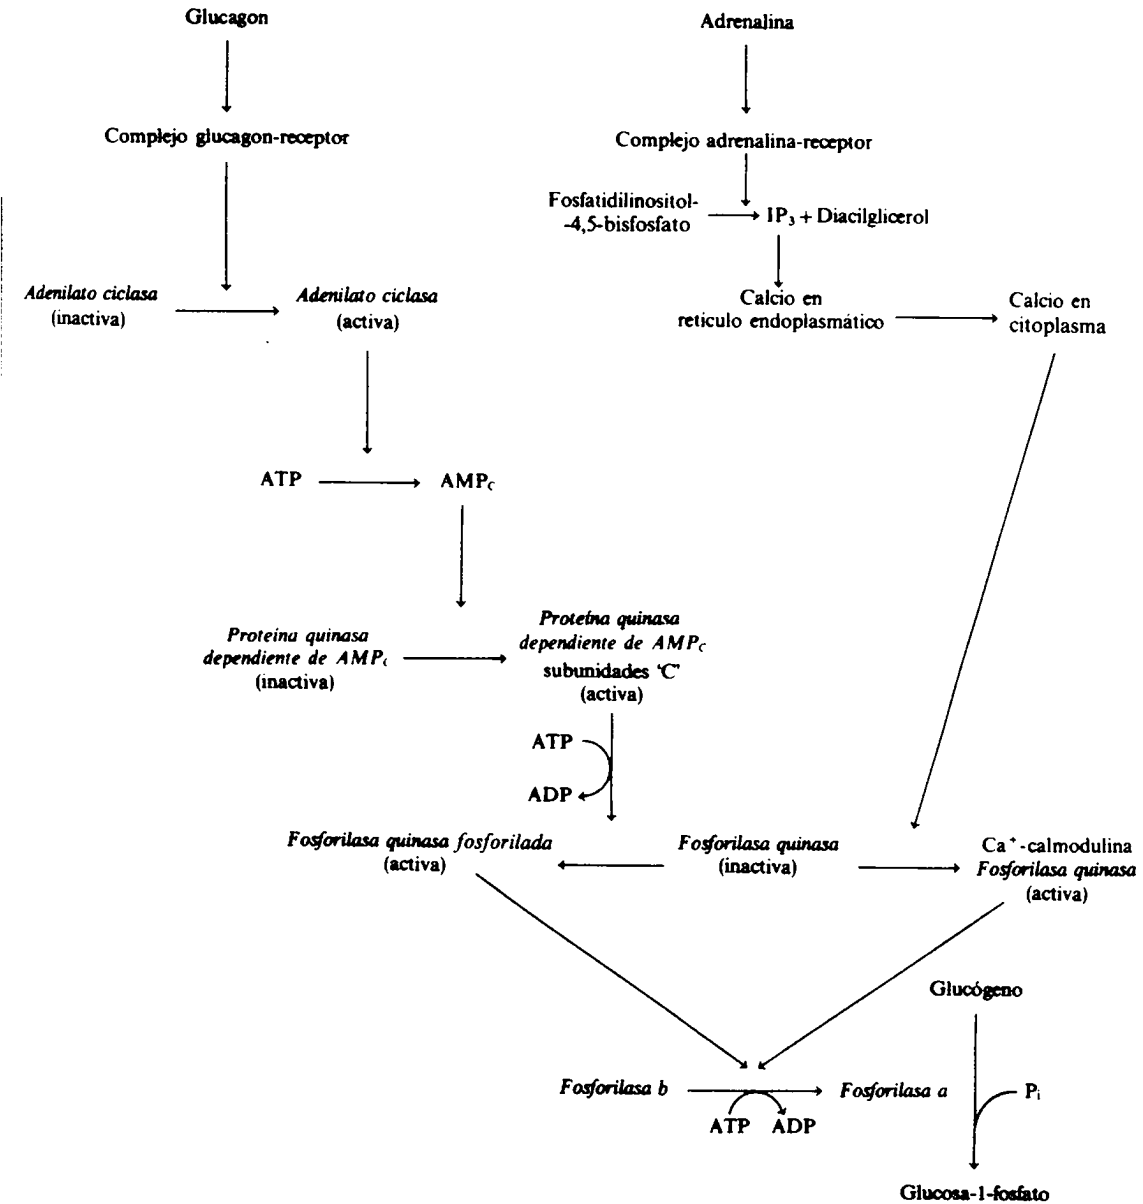 Glucagon
Adrenalina
Complejo glucagon-receptor
Complejo adrenalina-receptor
Fosfatidilinositol-
-4,5-bisfosfato
IP₃ + Diacilglicerol
Adenilato ciclasa
(inactiva)
Adenilato ciclasa
(activa)
Calcio en
retículo endoplasmático
Calcio en
citoplasma
ATP
AMPc
Proteína quinasa
dependiente de AMPc
(inactiva)
Proteína quinasa
dependiente de AMPc
subunidades ‘C’
(activa)
ATP
ADP
Fosforilasa quinasa fosforilada
(activa)
Fosforilasa quinasa
(inactiva)
Ca⁺-calmodulina
Fosforilasa quinasa
(activa)
Glucógeno
Fosforilasa b
Fosforilasa a
Pᵢ
ATP ADP
Glucosa-1-fosfato